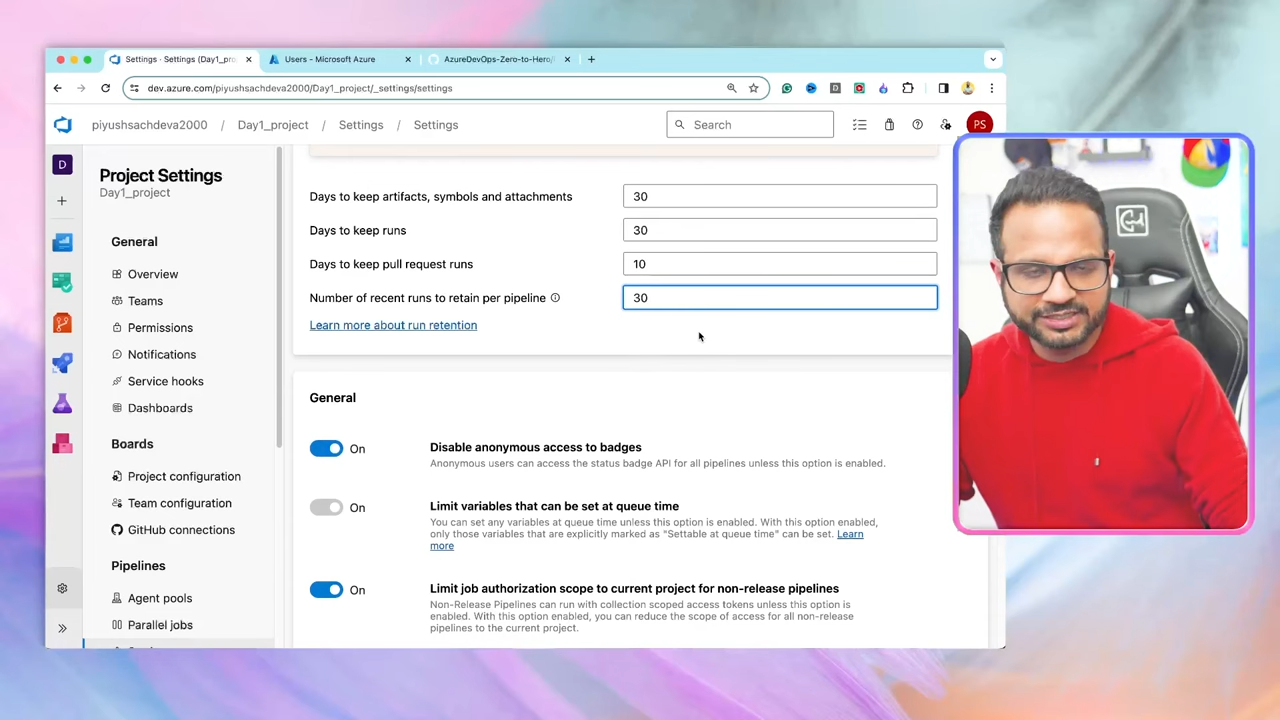 Settings · Settings (Day1_pro
Users - Microsoft Azure
AzureDevOps-Zero-to-Hero/
dev.azure.com/piyushsachdeva2000/Day1_project/_settings/settings
piyushsachdeva2000 / Day1_project / Settings / Settings
Search
PS
D
Project Settings
Day1_project
General
Overview
Teams
Permissions
Notifications
Service hooks
Dashboards
Boards
Project configuration
Team configuration
GitHub connections
Pipelines
Agent pools
Parallel jobs
Days to keep artifacts, symbols and attachments 30
Days to keep runs 30
Days to keep pull request runs 10
Number of recent runs to retain per pipeline 30
Learn more about run retention
General
On Disable anonymous access to badges
Anonymous users can access the status badge API for all pipelines unless this option is enabled.
On Limit variables that can be set at queue time
You can set any variables at queue time unless this option is enabled. With this option enabled,
only those variables that are explicitly marked as "Settable at queue time" can be set. Learn
more
On Limit job authorization scope to current project for non-release pipelines
Non-Release Pipelines can run with collection scoped access tokens unless this option is
enabled. With this option enabled, you can reduce the scope of access for all non-release
pipelines to the current project.